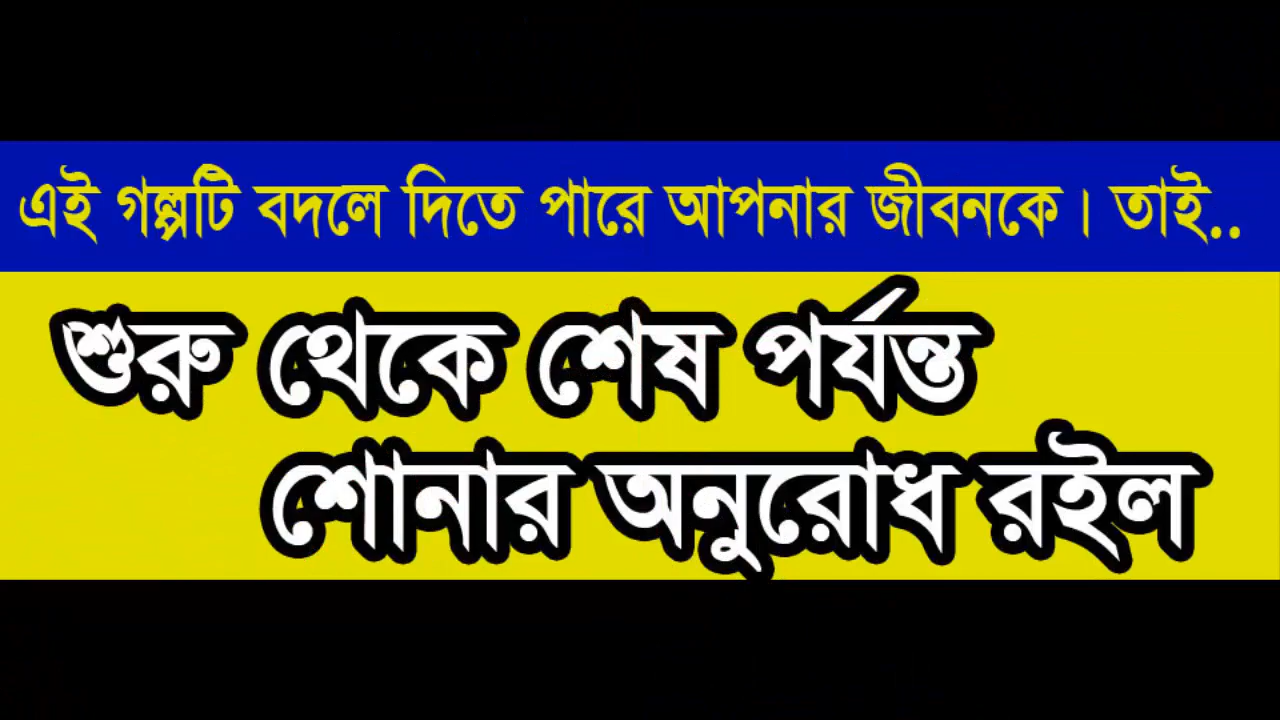 এই গল্পটি বদলে দিতে পারে আপনার জীবনকে। তাই..
শুরু থেকে শেষ পর্যন্ত
শোনার অনুরোধ রইল